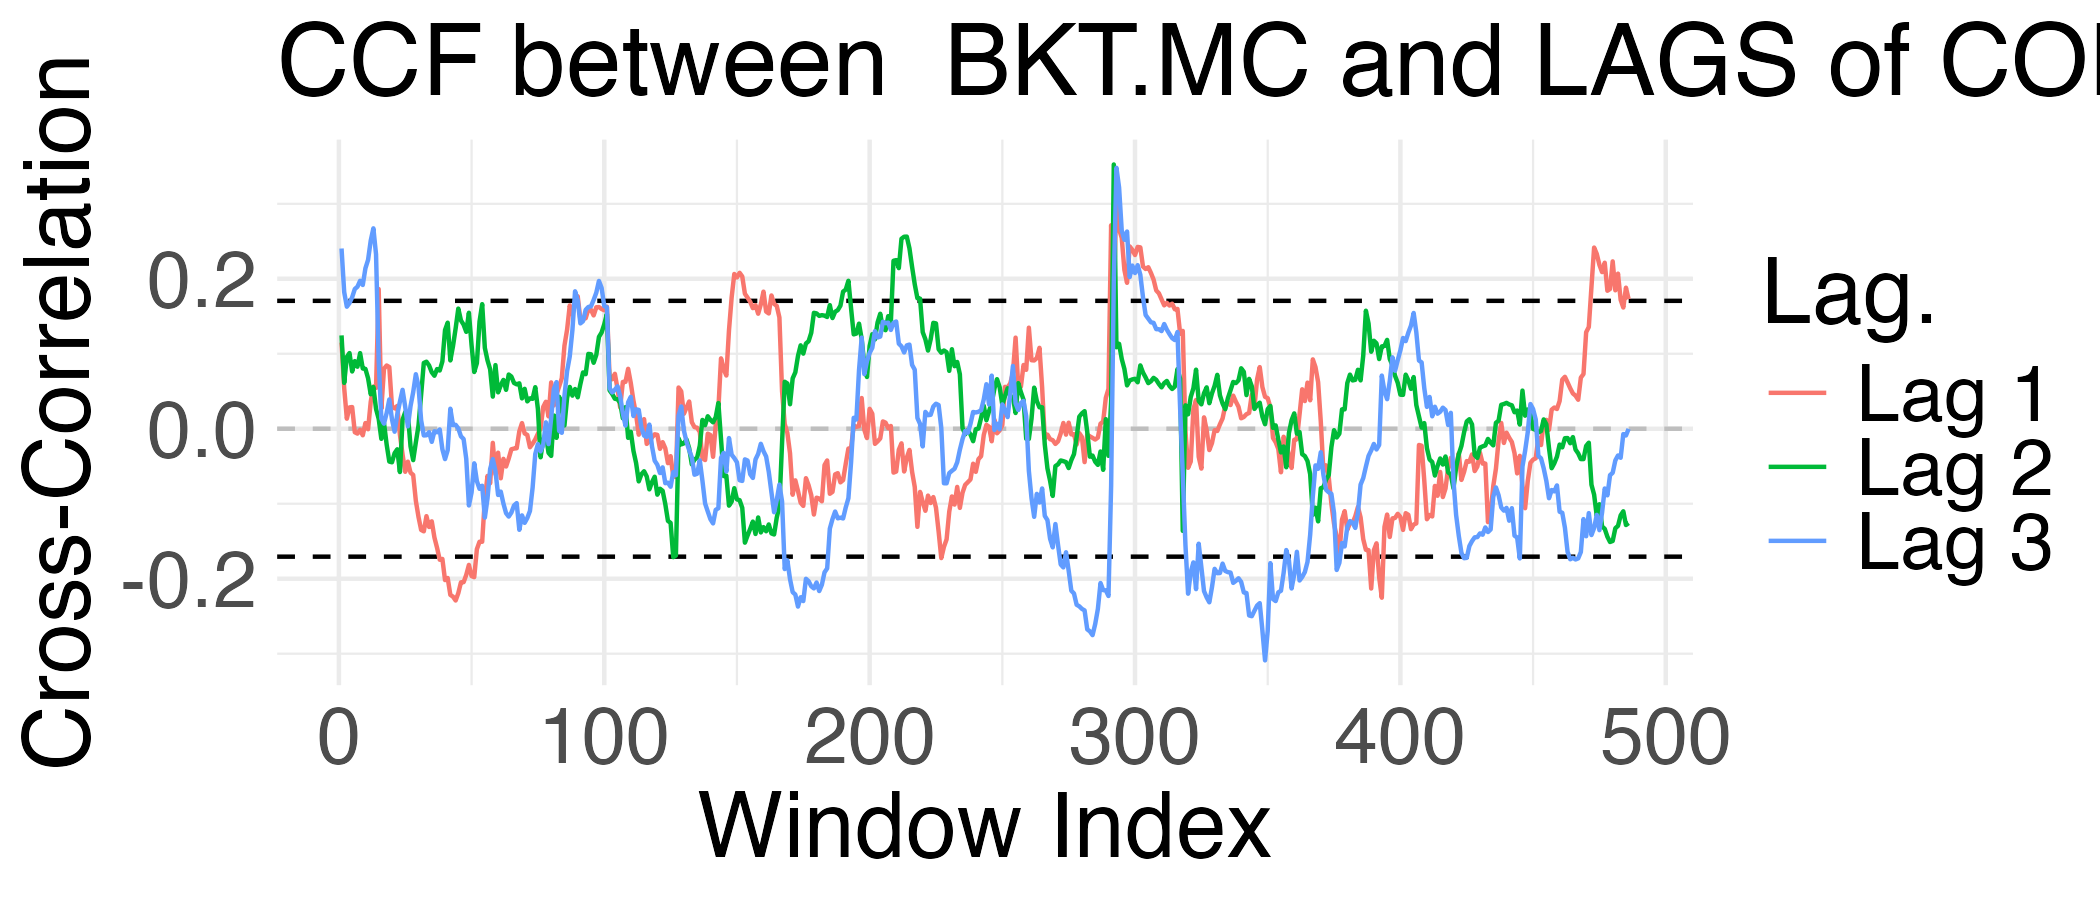 CCF between  BKT.MC and LAGS of
Cross-Correlation
0.2
0.0
-0.2
0
100
200
300
400
500
Window Index
Lag.
Lag 1
Lag 2
Lag 3